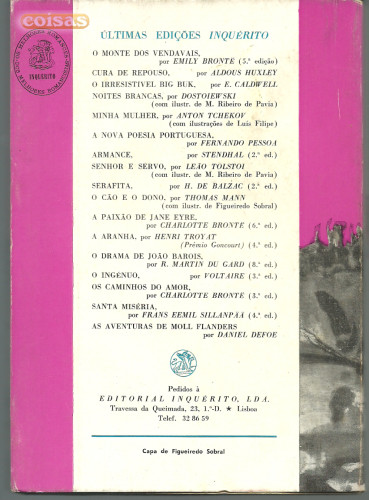 coisas
OS MELHORES ROMANCES DOS MELHORES ROMANCISTAS
INQUÉRITO
ÚLTIMAS EDIÇÕES INQUÉRITO
O MONTE DOS VENDAVAIS,
por EMILY BRONTE (5.ª edição)
CURA DE REPOUSO, por ALDOUS HUXLEY
O IRRESISTIVEL BIG BUK, por E. CALDWELL
NOITES BRANCAS, por DOSTOIEWSKI
(com ilustr. de M. Ribeiro de Pavia)
MINHA MULHER, por ANTON TCHEKOV
(com ilustrações de Luís Filipe)
A NOVA POESIA PORTUGUESA,
por FERNANDO PESSOA
ARMANCE, por STENDHAL (2.ª ed.)
SENHOR E SERVO, por LEÃO TOLSTOI
(com ilustr. de M. Ribeiro de Pavia)
SERAFITA, por H. DE BALZAC (2.ª ed.)
O CÃO E O DONO, por THOMAS MANN
(com ilustr. de Figueiredo Sobral)
A PAIXÃO DE JANE EYRE,
por CHARLOTTE BRONTE (6.ª ed.)
A ARANHA, por HENRI TROYAT
(Prémio Goncourt) (4.ª ed.)
O DRAMA DE JOÃO BAROIS,
por R. MARTIN DU GARD (8.ª ed.)
O INGÉNUO, por VOLTAIRE (3.ª ed.)
OS CAMINHOS DO AMOR,
por CHARLOTTE BRONTE (3.ª ed.)
SANTA MISÉRIA,
por FRANS EEMIL SILLANPÄÄ (4.ª ed.)
AS AVENTURAS DE MOLL FLANDERS
por DANIEL DEFOE
Pedidos à
EDITORIAL INQUÉRITO, LDA.
Travessa da Queimada, 23, 1.º-D. ★ Lisboa
Telef. 32 86 59
Capa de Figueiredo Sobral